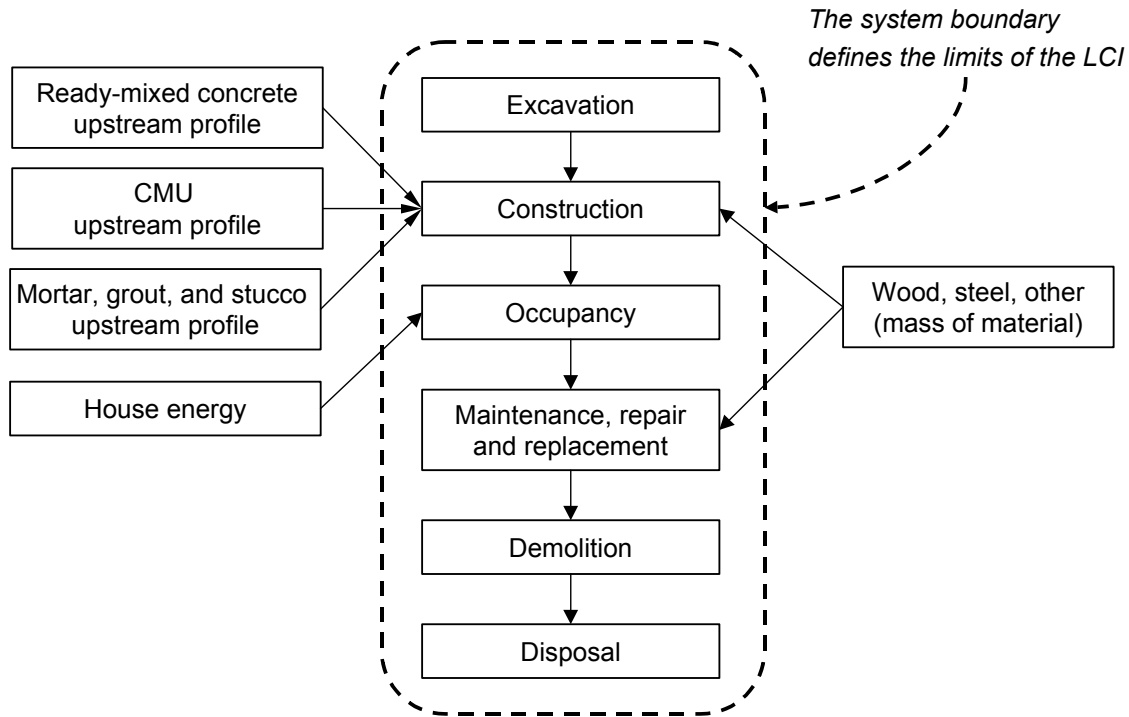 The system boundary
defines the limits of the LCI
Ready-mixed concrete
upstream profile
CMU
upstream profile
Mortar, grout, and stucco
upstream profile
House energy
Excavation
Construction
Occupancy
Maintenance, repair
and replacement
Demolition
Disposal
Wood, steel, other
(mass of material)